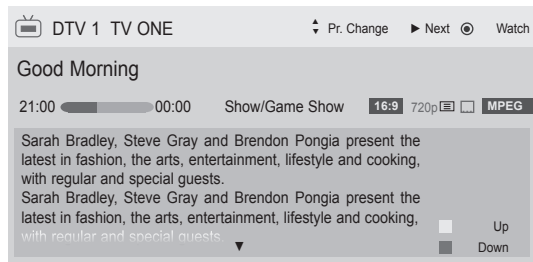 DTV 1 TV ONE Pr. Change Next Watch
Good Morning
21:00 00:00 Show/Game Show 16:9 720p MPEG
Sarah Bradley, Steve Gray and Brendon Pongia present the
latest in fashion, the arts, entertainment, lifestyle and cooking,
with regular and special guests.
Sarah Bradley, Steve Gray and Brendon Pongia present the
latest in fashion, the arts, entertainment, lifestyle and cooking,
with regular and special guests.
Up
Down